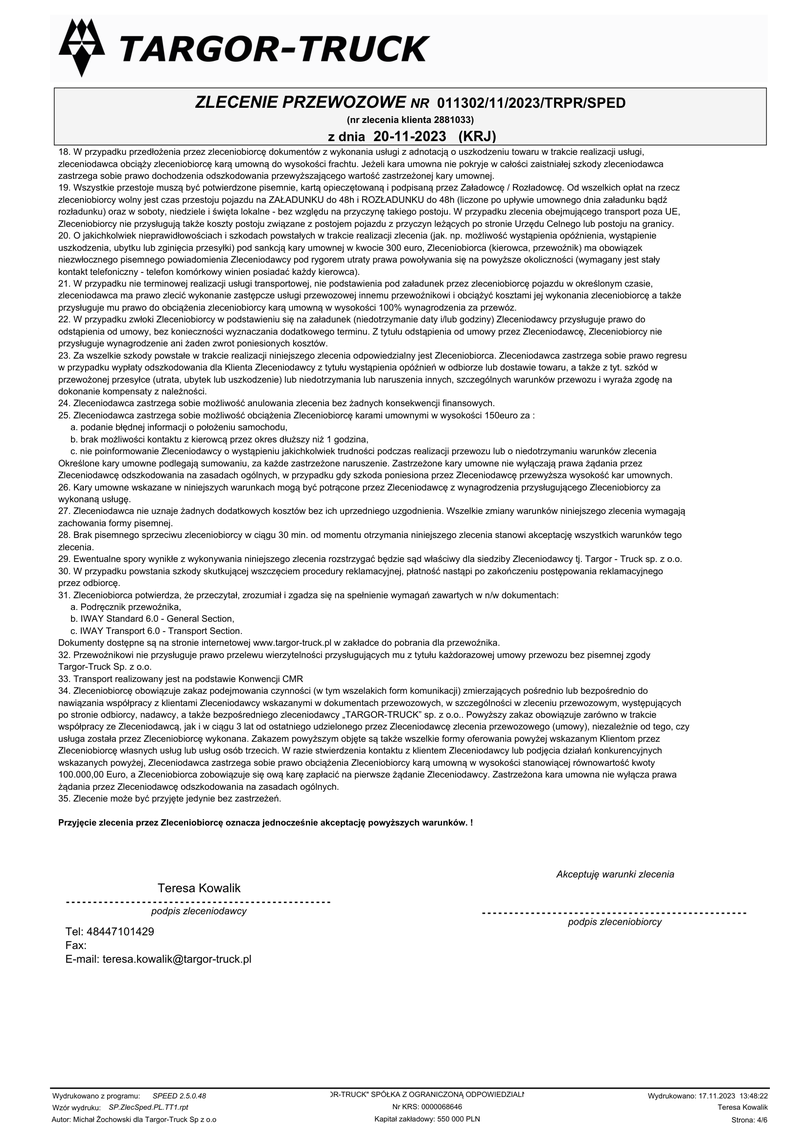 TARGOR-TRUCK
ZLECENIE PRZEWOZOWE NR 011302/11/2023/TRPR/SPED
(nr zlecenia klienta 2881033)
z dnia 20-11-2023 (KRJ)
18. W przypadku przedłożenia przez zleceniobiorcę dokumentów z wykonania usługi z adnotacją o uszkodzeniu towaru w trakcie realizacji usługi,
zleceniodawca obciąży zleceniobiorcę karą umowną do wysokości frachtu. Jeżeli kara umowna nie pokryje w całości zaistniałej szkody zleceniodawca
zastrzega sobie prawo dochodzenia odszkodowania przewyższającego wartość zastrzeżonej kary umownej.
19. Wszystkie przestoje muszą być potwierdzone pisemnie, kartą opieczętowaną i podpisaną przez Załadowcę / Rozładowcę. Od wszelkich opłat na rzecz
zleceniobiorcy wolny jest czas przestoju pojazdu na ZAŁADUNKU do 48h i ROZŁADUNKU do 48h (liczone po upływie umownego dnia załadunku bądź
rozładunku) oraz w soboty, niedziele i święta lokalne - bez względu na przyczynę takiego postoju. W przypadku zlecenia obejmującego transport poza UE,
Zleceniobiorcy nie przysługują także koszty postoju związane z postojem pojazdu z przyczyn leżących po stronie Urzędu Celnego lub postoju na granicy.
20. O jakichkolwiek nieprawidłowościach i szkodach powstałych w trakcie realizacji zlecenia (jak. np. możliwość wystąpienia opóźnienia, wystąpienie
uszkodzenia, ubytku lub zginięcia przesyłki) pod sankcją kary umownej w kwocie 300 euro, Zleceniobiorca (kierowca, przewoźnik) ma obowiązek
niezwłocznego pisemnego powiadomienia Zleceniodawcy pod rygorem utraty prawa powoływania się na powyższe okoliczności (wymagany jest stały
kontakt telefoniczny - telefon komórkowy winien posiadać każdy kierowca).
21. W przypadku nie terminowej realizacji usługi transportowej, nie podstawienia pod załadunek przez zleceniobiorcę pojazdu w określonym czasie,
zleceniodawca ma prawo zlecić wykonanie zastępcze usługi przewozowej innemu przewoźnikowi i obciążyć kosztami jej wykonania zleceniobiorcę a także
przysługuje mu prawo do obciążenia zleceniobiorcy karą umowną w wysokości 100% wynagrodzenia za przewóz.
22. W przypadku zwłoki Zleceniobiorcy w podstawieniu się na załadunek (niedotrzymanie daty i/lub godziny) Zleceniodawcy przysługuje prawo do
odstąpienia od umowy, bez konieczności wyznaczania dodatkowego terminu. Z tytułu odstąpienia od umowy przez Zleceniodawcę, Zleceniobiorcy nie
przysługuje wynagrodzenie ani żaden zwrot poniesionych kosztów.
23. Za wszelkie szkody powstałe w trakcie realizacji niniejszego zlecenia odpowiedzialny jest Zleceniobiorca. Zleceniodawca zastrzega sobie prawo regresu
w przypadku wypłaty odszkodowania dla Klienta Zleceniodawcy z tytułu wystąpienia opóźnień w odbiorze lub dostawie towaru, a także z tyt. szkód w
przewożonej przesyłce (utrata, ubytek lub uszkodzenie) lub niedotrzymania lub naruszenia innych, szczególnych warunków przewozu i wyraża zgodę na
dokonanie kompensaty z należności.
24. Zleceniodawca zastrzega sobie możliwość anulowania zlecenia bez żadnych konsekwencji finansowych.
25. Zleceniodawca zastrzega sobie możliwość obciążenia Zleceniobiorcę karami umownymi w wysokości 150euro za :
a. podanie błędnej informacji o położeniu samochodu,
b. brak możliwości kontaktu z kierowcą przez okres dłuższy niż 1 godzina,
c. nie poinformowanie Zleceniodawcy o wystąpieniu jakichkolwiek trudności podczas realizacji przewozu lub o niedotrzymaniu warunków zlecenia
Określone kary umowne podlegają sumowaniu, za każde zastrzeżone naruszenie. Zastrzeżone kary umowne nie wyłączają prawa żądania przez
Zleceniodawcę odszkodowania na zasadach ogólnych, w przypadku gdy szkoda poniesiona przez Zleceniodawcę przewyższa wysokość kar umownych.
26. Kary umowne wskazane w niniejszych warunkach mogą być potrącone przez Zleceniodawcę z wynagrodzenia przysługującego Zleceniobiorcy za
wykonaną usługę.
27. Zleceniodawca nie uznaje żadnych dodatkowych kosztów bez ich uprzedniego uzgodnienia. Wszelkie zmiany warunków niniejszego zlecenia wymagają
zachowania formy pisemnej.
28. Brak pisemnego sprzeciwu zleceniobiorcy w ciągu 30 min. od momentu otrzymania niniejszego zlecenia stanowi akceptację wszystkich warunków tego
zlecenia.
29. Ewentualne spory wynikłe z wykonywania niniejszego zlecenia rozstrzygać będzie sąd właściwy dla siedziby Zleceniodawcy tj. Targor - Truck sp. z o.o.
30. W przypadku powstania szkody skutkującej wszczęciem procedury reklamacyjnej, płatność nastąpi po zakończeniu postępowania reklamacyjnego
przez odbiorcę.
31. Zleceniobiorca potwierdza, że przeczytał, zrozumiał i zgadza się na spełnienie wymagań zawartych w n/w dokumentach:
a. Podręcznik przewoźnika,
b. IWAY Standard 6.0 - General Section,
c. IWAY Transport 6.0 - Transport Section.
Dokumenty dostępne są na stronie internetowej www.targor-truck.pl w zakładce do pobrania dla przewoźnika.
32. Przewoźnikowi nie przysługuje prawo przelewu wierzytelności przysługujących mu z tytułu każdorazowej umowy przewozu bez pisemnej zgody
Targor-Truck Sp. z o.o.
33. Transport realizowany jest na podstawie Konwencji CMR
34. Zleceniobiorcę obowiązuje zakaz podejmowania czynności (w tym wszelakich form komunikacji) zmierzających pośrednio lub bezpośrednio do
nawiązania współpracy z klientami Zleceniodawcy wskazanymi w dokumentach przewozowych, w szczególności w zleceniu przewozowym, występujących
po stronie odbiorcy, nadawcy, a także bezpośredniego zleceniodawcy „TARGOR-TRUCK" sp. z o.o.. Powyższy zakaz obowiązuje zarówno w trakcie
współpracy ze Zleceniodawcą, jak i w ciągu 3 lat od ostatniego udzielonego przez Zleceniodawcę zlecenia przewozowego (umowy), niezależnie od tego, czy
usługa została przez Zleceniobiorcę wykonana. Zakazem powyższym objęte są także wszelkie formy oferowania powyżej wskazanym Klientom przez
Zleceniobiorcę własnych usług lub usług osób trzecich. W razie stwierdzenia kontaktu z klientem Zleceniodawcy lub podjęcia działań konkurencyjnych
wskazanych powyżej, Zleceniodawca zastrzega sobie prawo obciążenia Zleceniobiorcy karą umowną w wysokości stanowiącej równowartość kwoty
100.000,00 Euro, a Zleceniobiorca zobowiązuje się ową karę zapłacić na pierwsze żądanie Zleceniodawcy. Zastrzeżona kara umowna nie wyłącza prawa
żądania przez Zleceniodawcę odszkodowania na zasadach ogólnych.
35. Zlecenie może być przyjęte jedynie bez zastrzeżeń.
Przyjęcie zlecenia przez Zleceniobiorcę oznacza jednocześnie akceptację powyższych warunków. !
Akceptuję warunki zlecenia
Teresa Kowalik
podpis zleceniodawcy
podpis zleceniobiorcy
Tel: 48447101429
Fax:
E-mail: teresa.kowalik@targor-truck.pl
Wydrukowano z programu: SPEED 2.5.0.48
OR-TRUCK" SPÓŁKA Z OGRANICZONĄ ODPOWIEDZIALN
Wydrukowano: 17.11.2023 13:48:22
Wzór wydruku: SP.ZlecSped.PL.TT1.rpt
Nr KRS: 0000068646
Teresa Kowalik
Autor: Michał Żochowski dla Targor-Truck Sp z o.o
Kapitał zakładowy: 550 000 PLN
Strona: 4/6